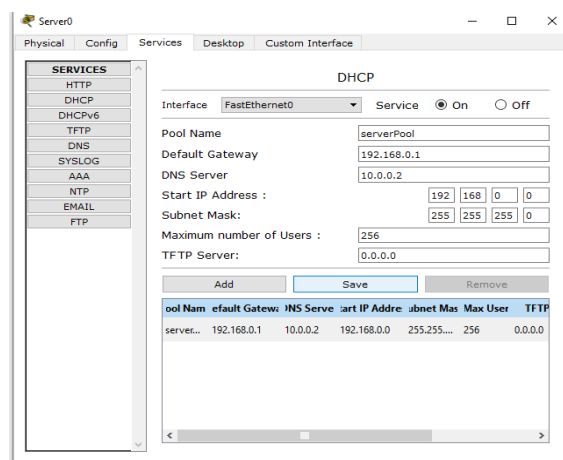 Server0
Physical Config Services Desktop Custom Interface
SERVICES
HTTP
DHCP
DHCPv6
TFTP
DNS
SYSLOG
AAA
NTP
EMAIL
FTP
DHCP
Interface FastEthernet0 Service On Off
Pool Name serverPool
Default Gateway 192.168.0.1
DNS Server 10.0.0.2
Start IP Address : 192 168 0 0
Subnet Mask: 255 255 255 0
Maximum number of Users : 256
TFTP Server: 0.0.0.0
Add Save Remove
ool Nam efault Gatewa DNS Serve tart IP Addre ubnet Mas Max User TFTP
server... 192.168.0.1 10.0.0.2 192.168.0.0 255.255.... 256 0.0.0.0